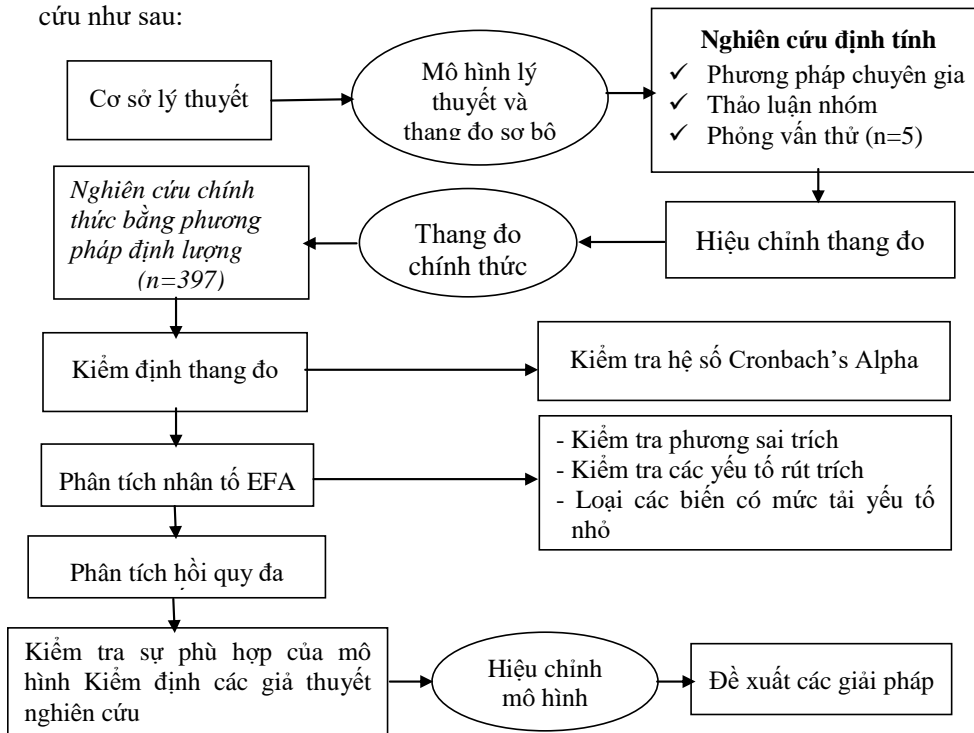 cứu như sau:
Cơ sở lý thuyết
Mô hình lý
thuyết và
thang đo sơ bộ
Nghiên cứu định tính
✓ Phương pháp chuyên gia
✓ Thảo luận nhóm
✓ Phỏng vấn thử (n=5)
Hiệu chỉnh thang đo
Thang đo
chính thức
Nghiên cứu chính
thức bằng phương
pháp định lượng
(n=397)
Kiểm định thang đo
Kiểm tra hệ số Cronbach's Alpha
Phân tích nhân tố EFA
- Kiểm tra phương sai trích
- Kiểm tra các yếu tố rút trích
- Loại các biến có mức tải yếu tố
nhỏ
Phân tích hồi quy đa
Kiểm tra sự phù hợp của mô
hình Kiểm định các giả thuyết
nghiên cứu
Hiệu chỉnh
mô hình
Đề xuất các giải pháp